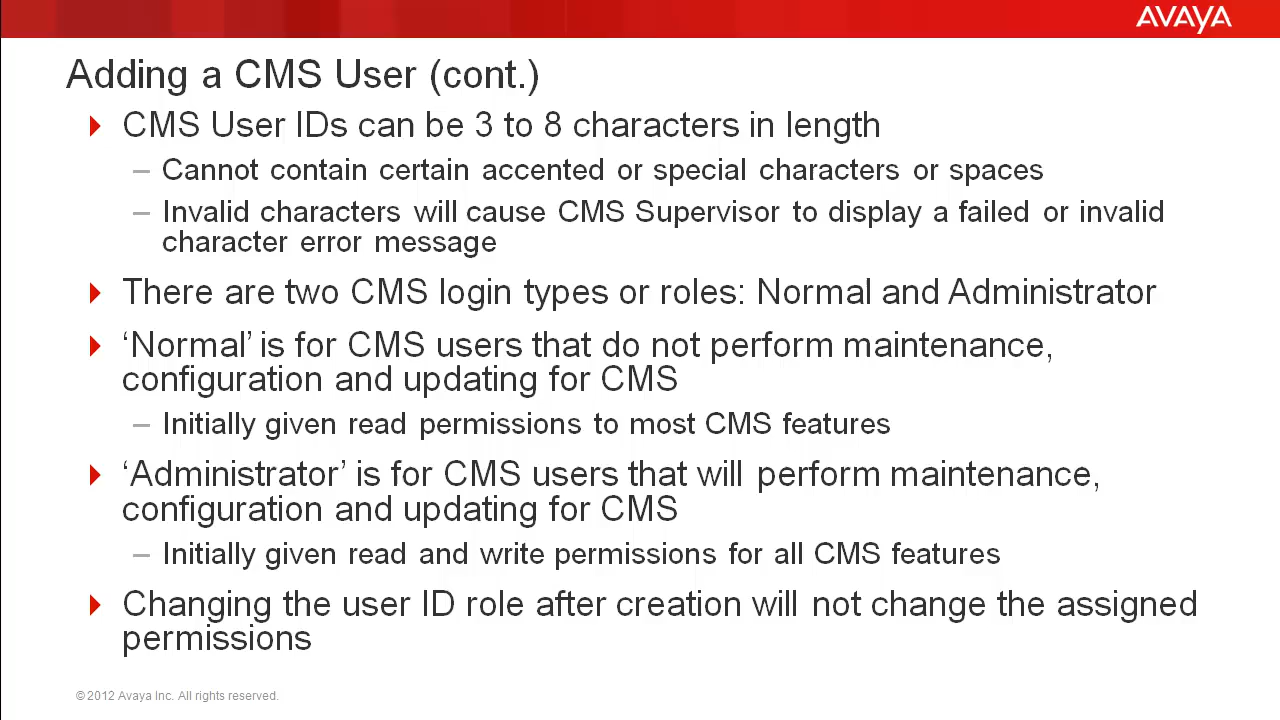 AVAYA
Adding a CMS User (cont.)
CMS User IDs can be 3 to 8 characters in length
– Cannot contain certain accented or special characters or spaces
– Invalid characters will cause CMS Supervisor to display a failed or invalid
character error message
There are two CMS login types or roles: Normal and Administrator
‘Normal’ is for CMS users that do not perform maintenance,
configuration and updating for CMS
– Initially given read permissions to most CMS features
‘Administrator’ is for CMS users that will perform maintenance,
configuration and updating for CMS
– Initially given read and write permissions for all CMS features
Changing the user ID role after creation will not change the assigned
permissions
© 2012 Avaya Inc. All rights reserved.